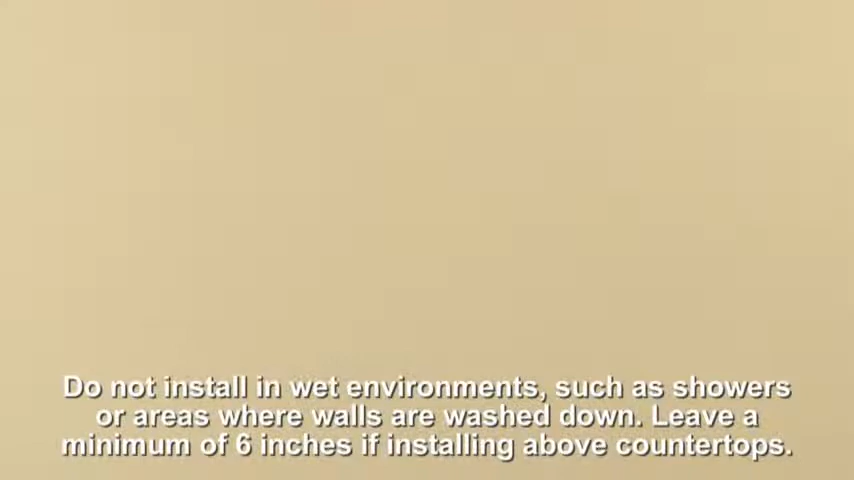 Do not install in wet environments, such as showers
or areas where walls are washed down. Leave a
minimum of 6 inches if installing above countertops.